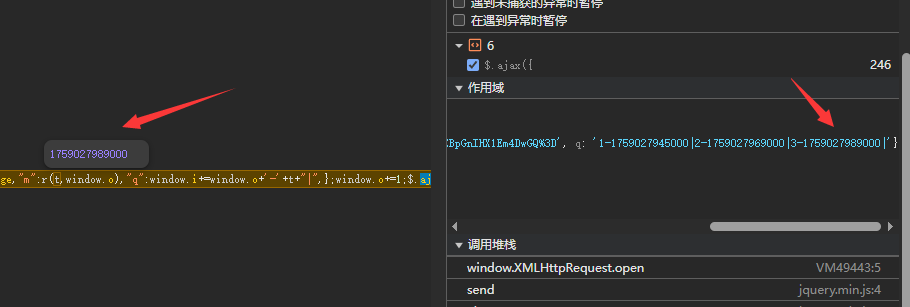 1759027989000
ge,"m":r(t,window.o),"q":window.i+=window.o+'-'+t+"|",};window.o+=1;$.aj
遇到未捕获的异常时暂停
在遇到异常时暂停
6
$.ajax({
246
作用域
BpGnIHX1Em4DwGQ%3D', q: '1-1759027945000|2-1759027969000|3-1759027989000|'}
调用堆栈
window.XMLHttpRequest.open
VM49443:5
send
jquery.min.js:4